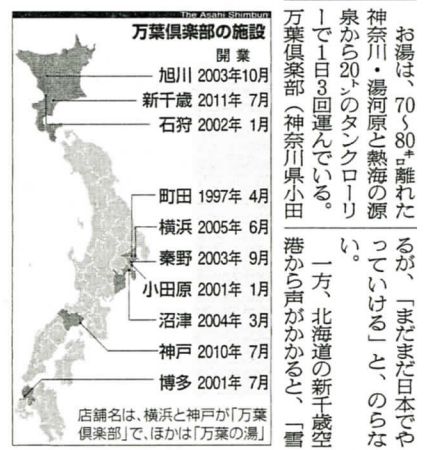 The Asahi Shimbun
万葉倶楽部の施設
開業
旭川 2003年10月
新千歳 2011年 7月
石狩 2002年 1月
町田 1997年 4月
横浜 2005年 6月
秦野 2003年 9月
小田原 2001年 1月
沼津 2004年 3月
神戸 2010年 7月
博多 2001年 7月
店舗名は、横浜と神戸が「万葉
倶楽部」で、ほかは「万葉の湯」
お湯は、70〜80㌔離れた
神奈川・湯河原と熱海の源
泉から20㌧のタンクローリ
ーで1日3回運んでいる。
万葉倶楽部(神奈川県小田
るが、「まだまだ日本でや
っていける」と、のらな
い。
一方、北海道の新千歳空
港から声がかかると、「雪